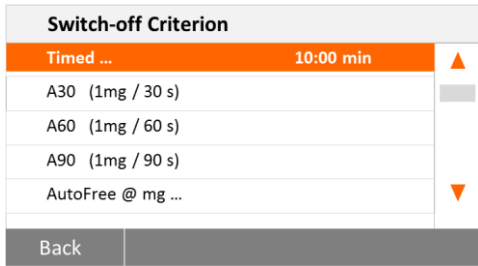 Switch-off Criterion
Timed ... 10:00 min
A30 (1mg / 30 s)
A60 (1mg / 60 s)
A90 (1mg / 90 s)
AutoFree @ mg ...
Back